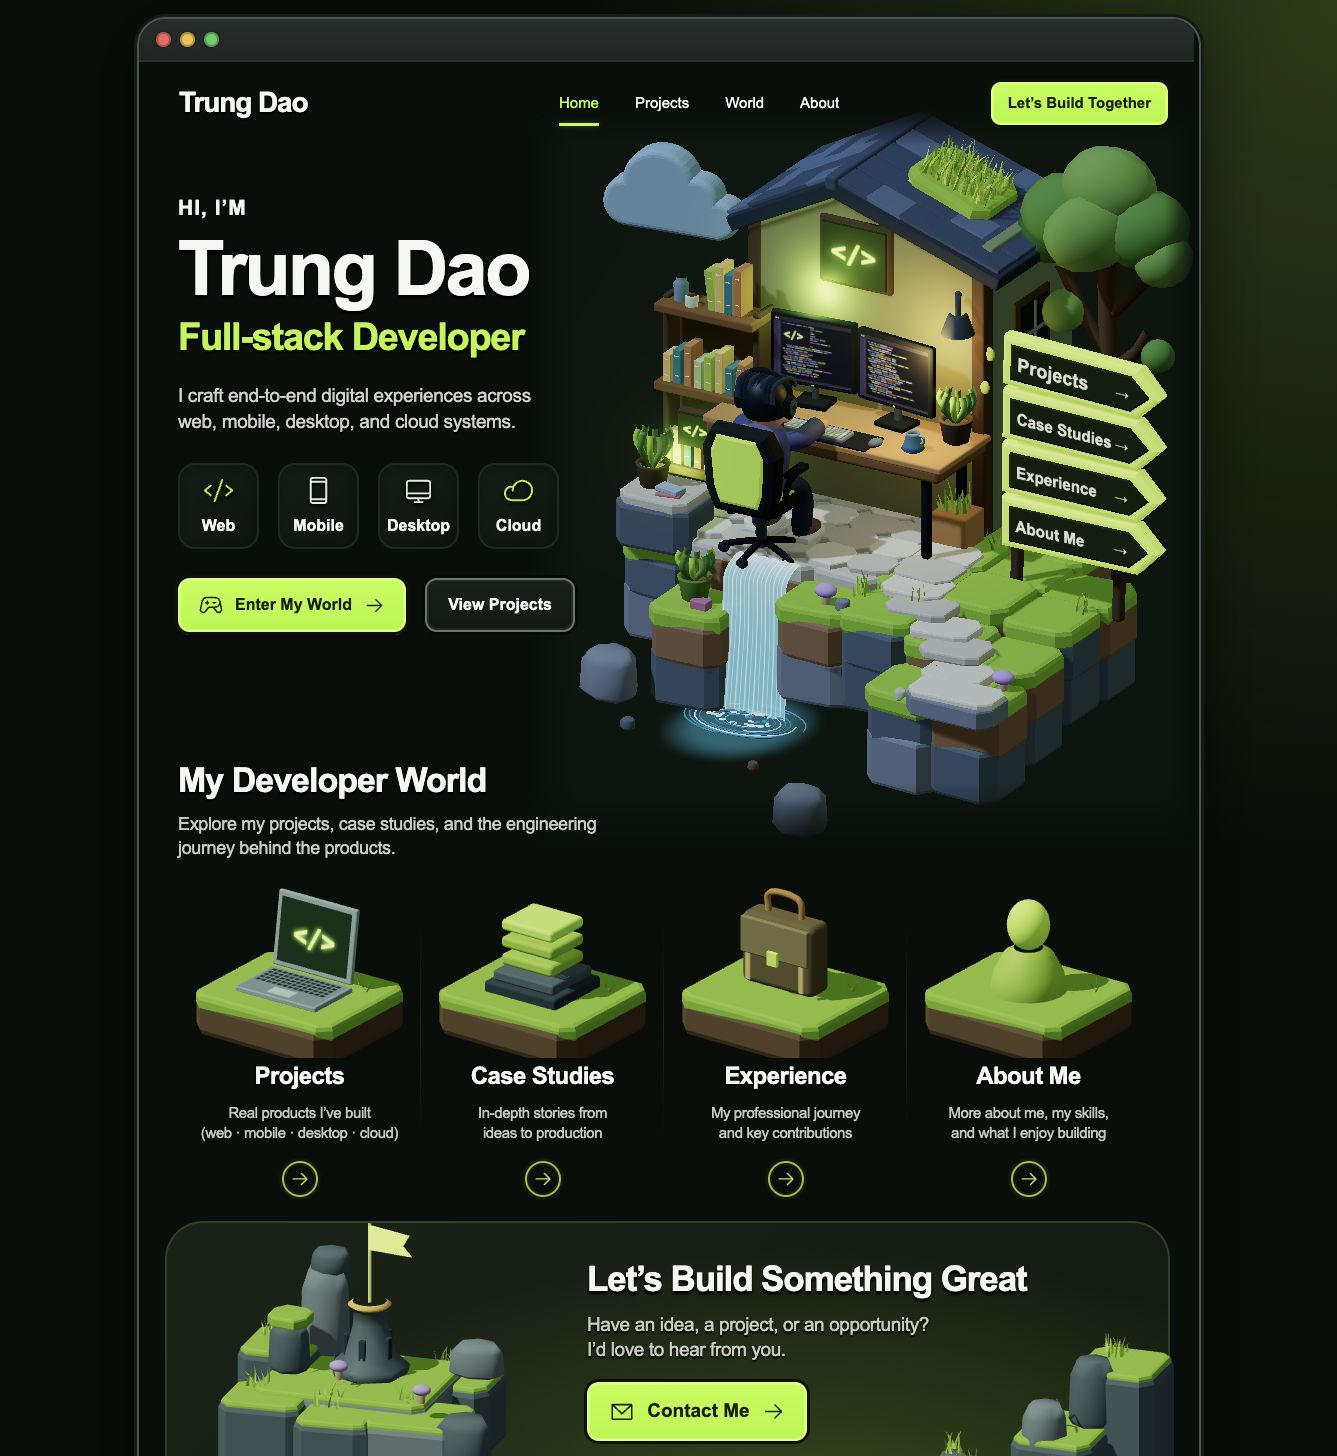 Trung Dao
Home
Projects
World
About
Let’s Build Together
HI, I’M
Trung Dao
Full-stack Developer
I craft end-to-end digital experiences across
web, mobile, desktop, and cloud systems.
</>
Web
Mobile
Desktop
Cloud
Enter My World →
View Projects
</>
</>
</>
Projects →
Case Studies →
Experience →
About Me →
My Developer World
Explore my projects, case studies, and the engineering
journey behind the products.
</>
Projects
Real products I’ve built
(web · mobile · desktop · cloud)
→
Case Studies
In-depth stories from
ideas to production
→
Experience
My professional journey
and key contributions
→
About Me
More about me, my skills,
and what I enjoy building
→
Let’s Build Something Great
Have an idea, a project, or an opportunity?
I’d love to hear from you.
Contact Me →